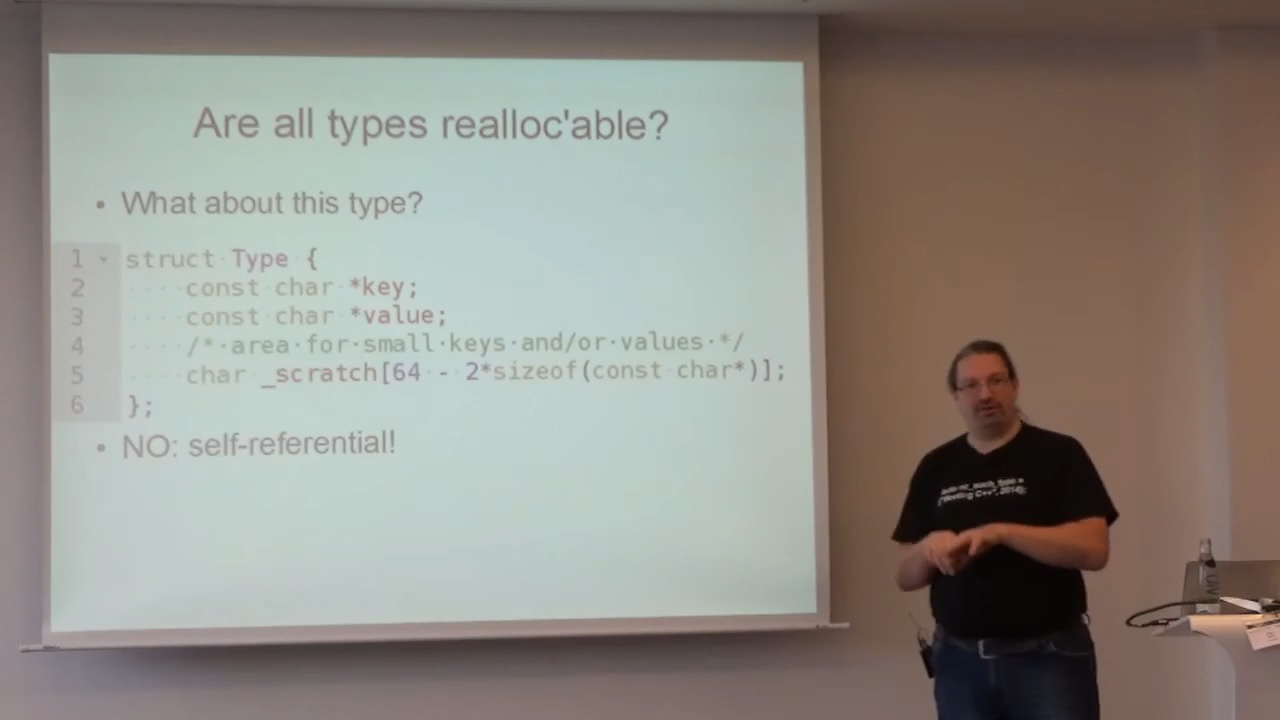 Are all types realloc'able?
• What about this type?
1 struct Type {
2 const char *key;
3 const char *value;
4 /* area for small keys and/or values */
5 char _scratch[64 - 2*sizeof(const char*)];
6 };
• NO: self-referential!
"Meeting C++", 2014);